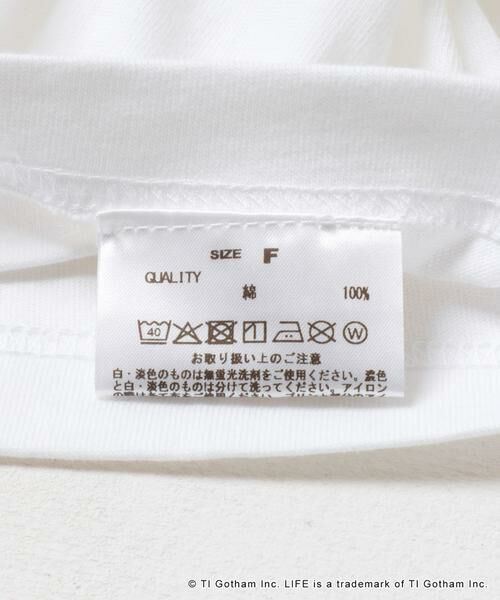 SIZE F
QUALITY
綿 100%
40 W
お取り扱い上のご注意
白・淡色のものは無蛍光洗剤をご使用ください。濃色
と白・淡色のものは分けて洗ってください。アイロン
© TI Gotham Inc. LIFE is a trademark of TI Gotham Inc.